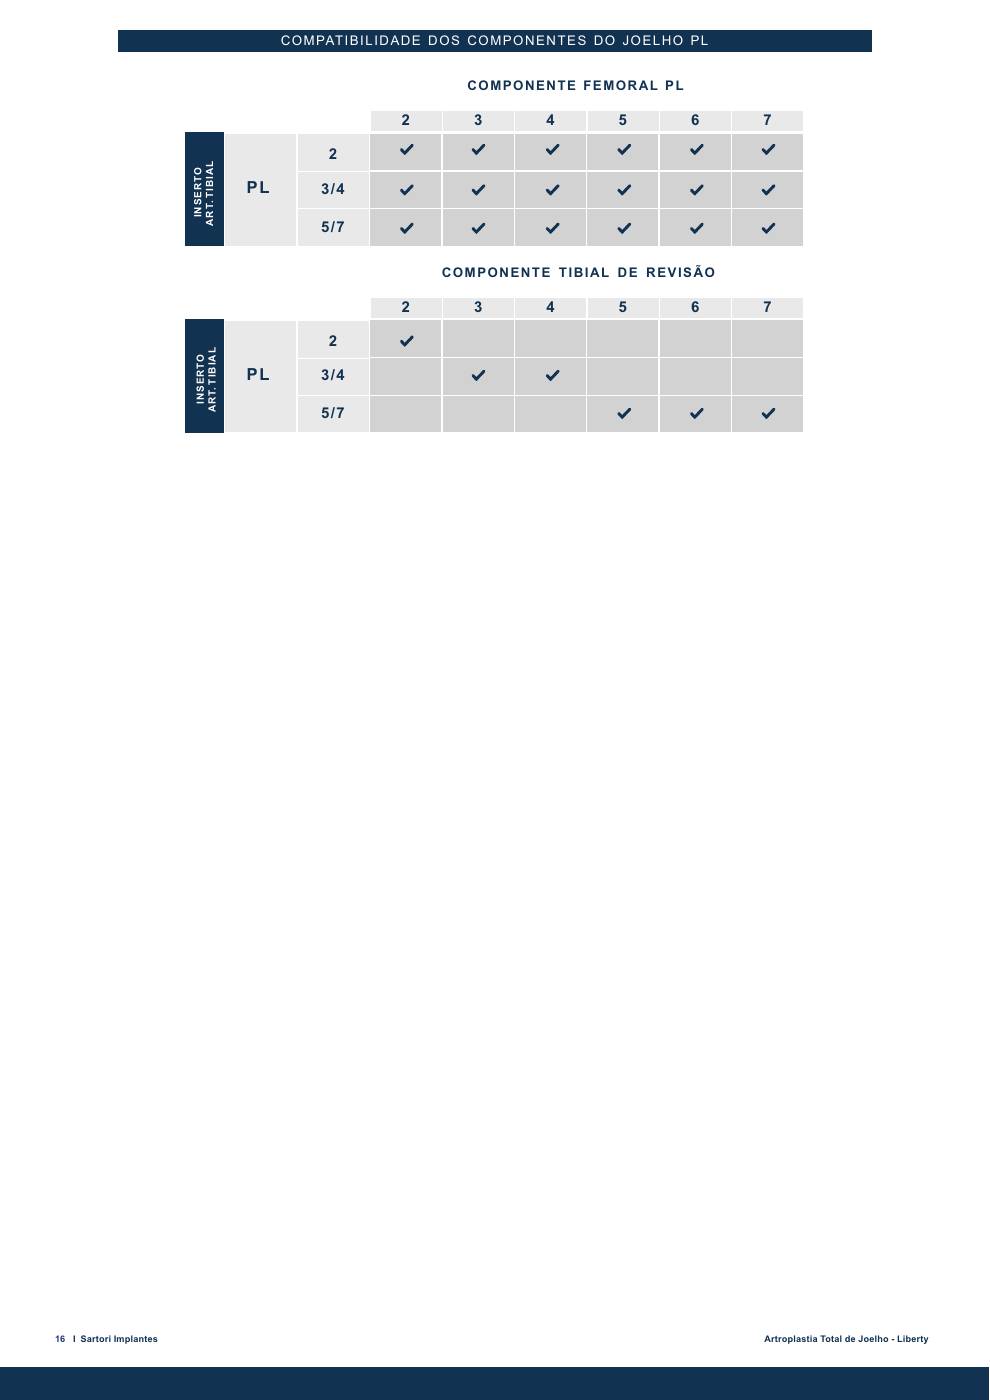 COMPATIBILIDADE DOS COMPONENTES DO JOELHO PL
COMPONENTE FEMORAL PL
2 3 4 5 6 7
INSERTO
ART. TIBIAL
PL
2 ✔ ✔ ✔ ✔ ✔ ✔
3/4 ✔ ✔ ✔ ✔ ✔ ✔
5/7 ✔ ✔ ✔ ✔ ✔ ✔
COMPONENTE TIBIAL DE REVISÃO
2 3 4 5 6 7
INSERTO
ART. TIBIAL
PL
2 ✔
3/4 ✔ ✔
5/7 ✔ ✔ ✔
16 I Sartori Implantes
Artroplastia Total de Joelho - Liberty